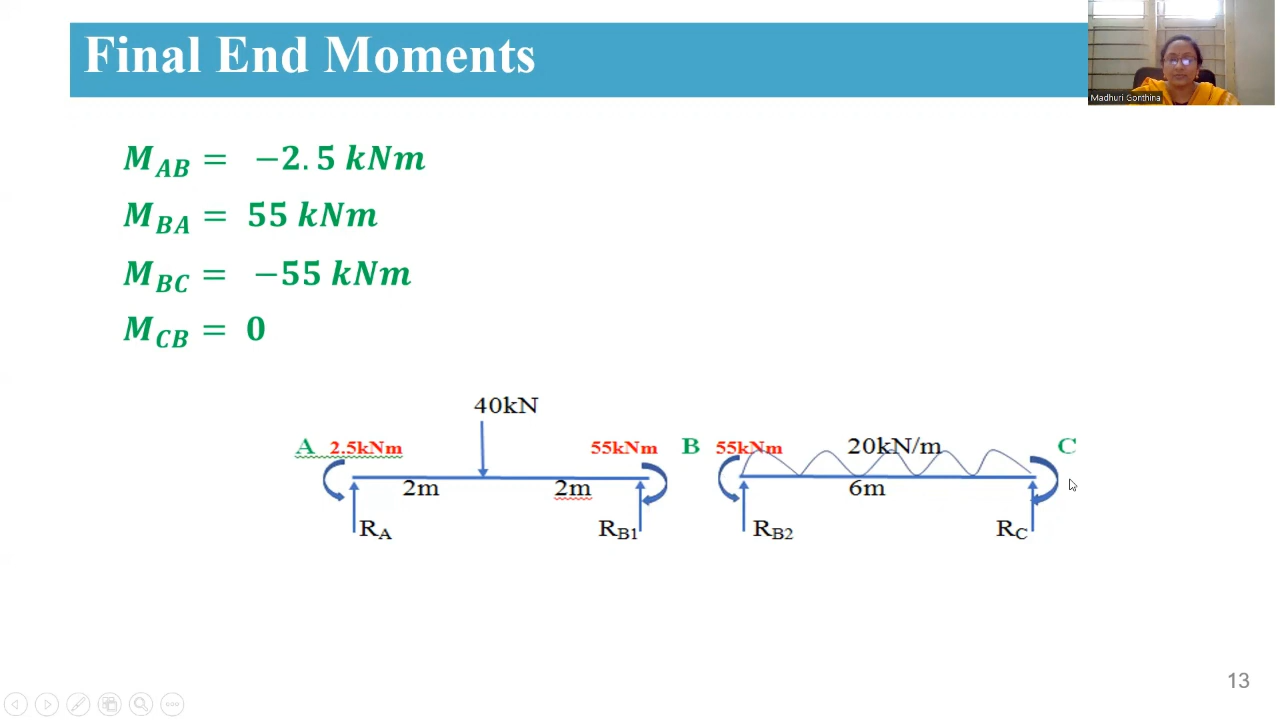 Final End Moments
Madhuri Gonthina
M_AB = −2.5 kNm
M_BA = 55 kNm
M_BC = −55 kNm
M_CB = 0
40kN
A 2.5kNm 55kNm B 55kNm 20kN/m C
2m 2m 6m
R_A R_B1 R_B2 R_C
13